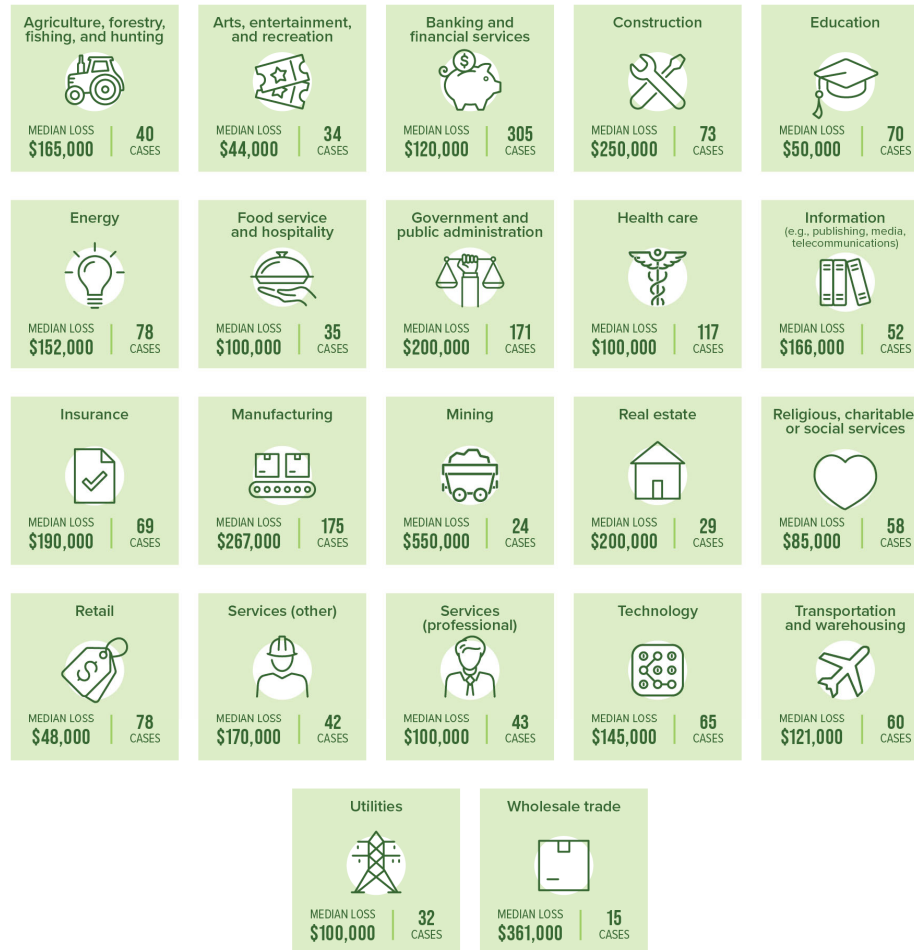 Agriculture, forestry,
fishing, and hunting
MEDIAN LOSS
$165,000
40
CASES
Arts, entertainment,
and recreation
MEDIAN LOSS
$44,000
34
CASES
Banking and
financial services
$
MEDIAN LOSS
$120,000
305
CASES
Construction
MEDIAN LOSS
$250,000
73
CASES
Education
MEDIAN LOSS
$50,000
70
CASES
Energy
MEDIAN LOSS
$152,000
78
CASES
Food service
and hospitality
MEDIAN LOSS
$100,000
35
CASES
Government and
public administration
MEDIAN LOSS
$200,000
171
CASES
Health care
MEDIAN LOSS
$100,000
117
CASES
Information
(e.g., publishing, media,
telecommunications)
MEDIAN LOSS
$166,000
52
CASES
Insurance
MEDIAN LOSS
$190,000
69
CASES
Manufacturing
MEDIAN LOSS
$267,000
175
CASES
Mining
MEDIAN LOSS
$550,000
24
CASES
Real estate
MEDIAN LOSS
$200,000
29
CASES
Religious, charitable
or social services
MEDIAN LOSS
$85,000
58
CASES
Retail
$
MEDIAN LOSS
$48,000
78
CASES
Services (other)
MEDIAN LOSS
$170,000
42
CASES
Services
(professional)
MEDIAN LOSS
$100,000
43
CASES
Technology
MEDIAN LOSS
$145,000
65
CASES
Transportation
and warehousing
MEDIAN LOSS
$121,000
60
CASES
Utilities
MEDIAN LOSS
$100,000
32
CASES
Wholesale trade
MEDIAN LOSS
$361,000
15
CASES